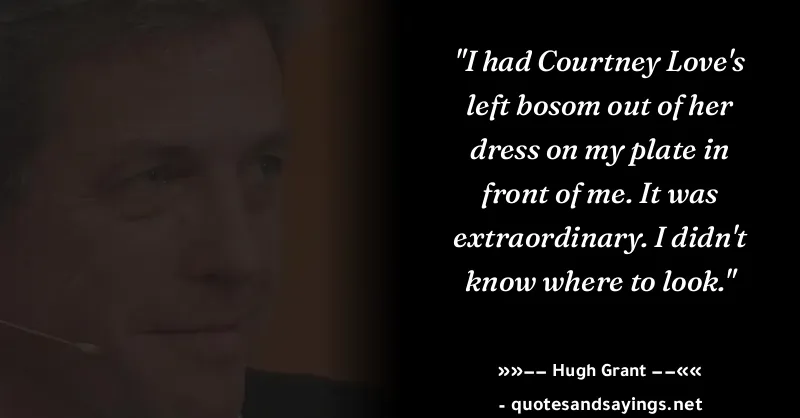 "I had Courtney Love's
left bosom out of her
dress on my plate in
front of me. It was
extraordinary. I didn't
know where to look."
»»–– Hugh Grant ––««
- quotesandsayings.net